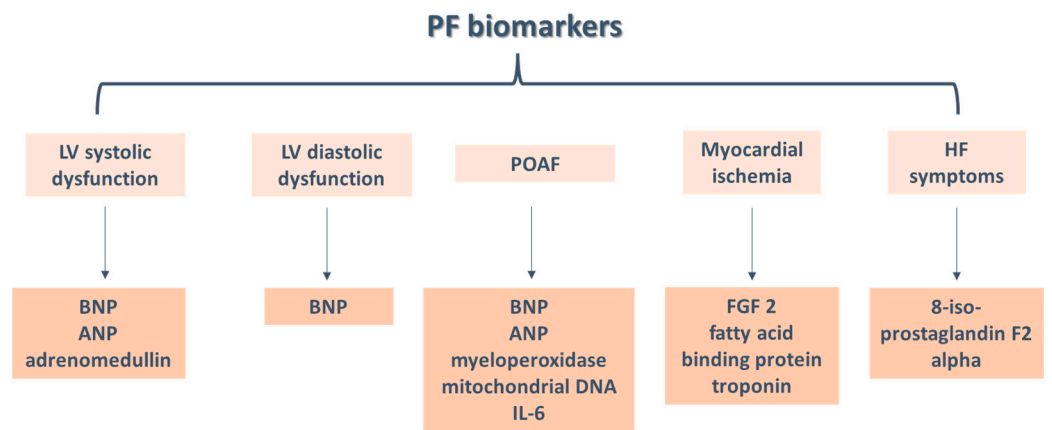 PF biomarkers
LV systolic
dysfunction
LV diastolic
dysfunction
POAF
Myocardial
ischemia
HF
symptoms
BNP
ANP
adrenomedullin
BNP
BNP
ANP
myeloperoxidase
mitochondrial DNA
IL-6
FGF 2
fatty acid
binding protein
troponin
8-iso-
prostaglandin F2
alpha